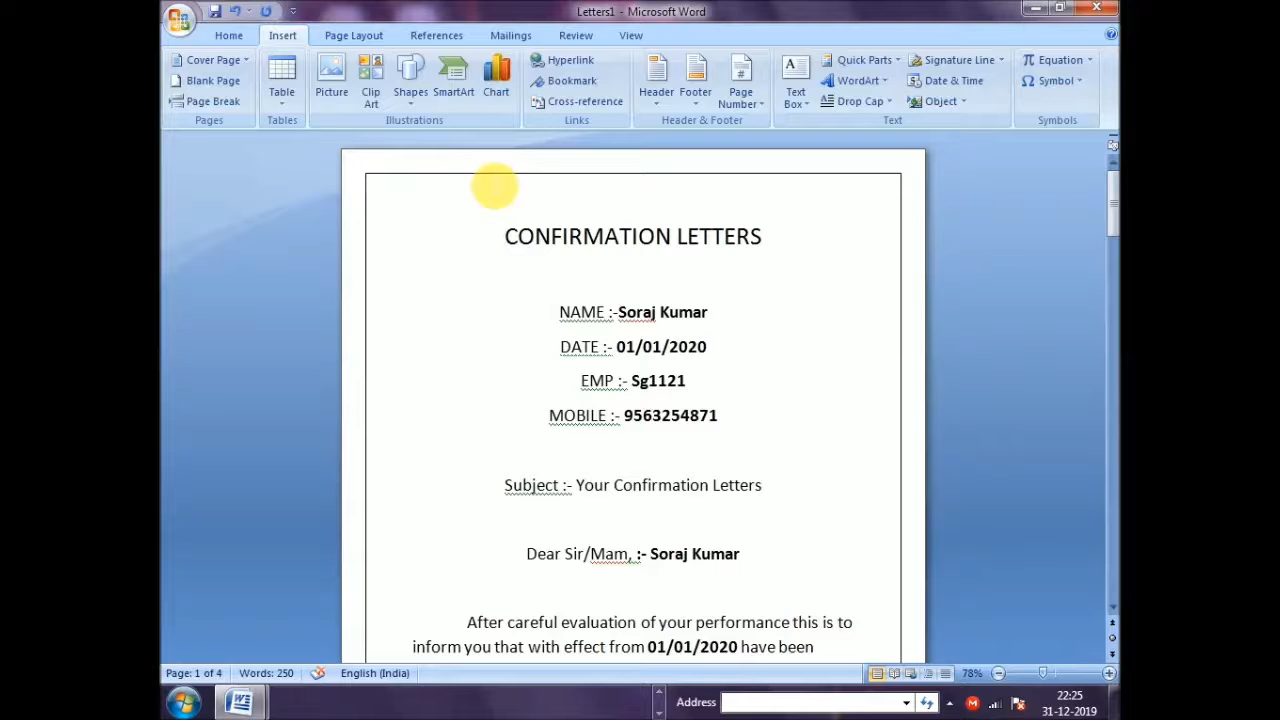 Letters1 - Microsoft Word
Home Insert Page Layout References Mailings Review View
Cover Page Hyperlink Quick Parts Signature Line Equation
Blank Page Bookmark WordArt Date & Time Symbol
Page Break Cross-reference Drop Cap Object
Table Picture Clip Art Shapes SmartArt Chart Header Footer Page Number Text Box
Pages Tables Illustrations Links Header & Footer Text Symbols
CONFIRMATION LETTERS
NAME :-Soraj Kumar
DATE :- 01/01/2020
EMP :- Sg1121
MOBILE :- 9563254871
Subject :- Your Confirmation Letters
Dear Sir/Mam, :- Soraj Kumar
After careful evaluation of your performance this is to
inform you that with effect from 01/01/2020 have been
Page: 1 of 4 Words: 250 English (India) 78%
Address 22:25
31-12-2019